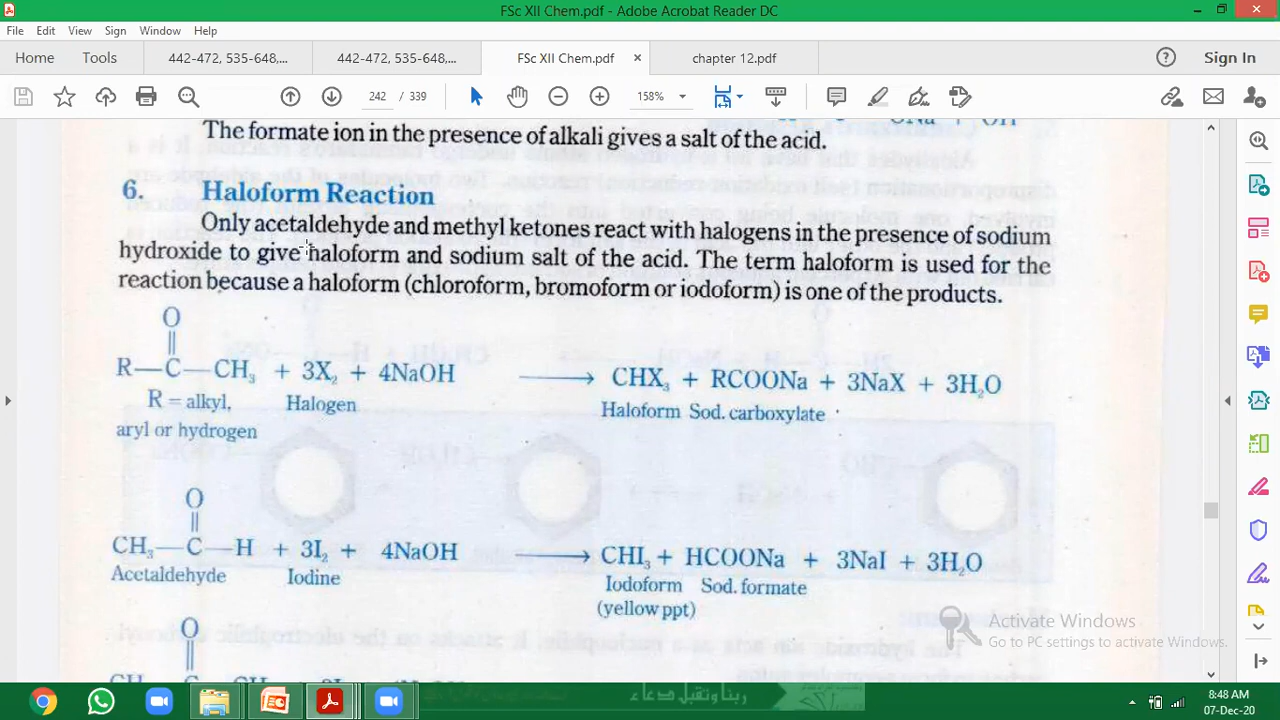 FSc XII Chem.pdf - Adobe Acrobat Reader DC
File Edit View Sign Window Help
Home Tools 442-472, 535-648,... 442-472, 535-648,... FSc XII Chem.pdf × chapter 12.pdf Sign In
242 / 339 158%
The formate ion in the presence of alkali gives a salt of the acid.
6. Haloform Reaction
Only acetaldehyde and methyl ketones react with halogens in the presence of sodium
hydroxide to give haloform and sodium salt of the acid. The term haloform is used for the
reaction because a haloform (chloroform, bromoform or iodoform) is one of the products.
O
||
R—C—CH₃ + 3X₂ + 4NaOH ⟶ CHX₃ + RCOONa + 3NaX + 3H₂O
R = alkyl, Halogen Haloform Sod. carboxylate
aryl or hydrogen
O
||
CH₃—C—H + 3I₂ + 4NaOH ⟶ CHI₃ + HCOONa + 3NaI + 3H₂O
Acetaldehyde Iodine Iodoform Sod. formate
(yellow ppt)
O
||
Activate Windows
Go to PC settings to activate Windows.
ربنا وتقبل دعاء
8:48 AM
07-Dec-20